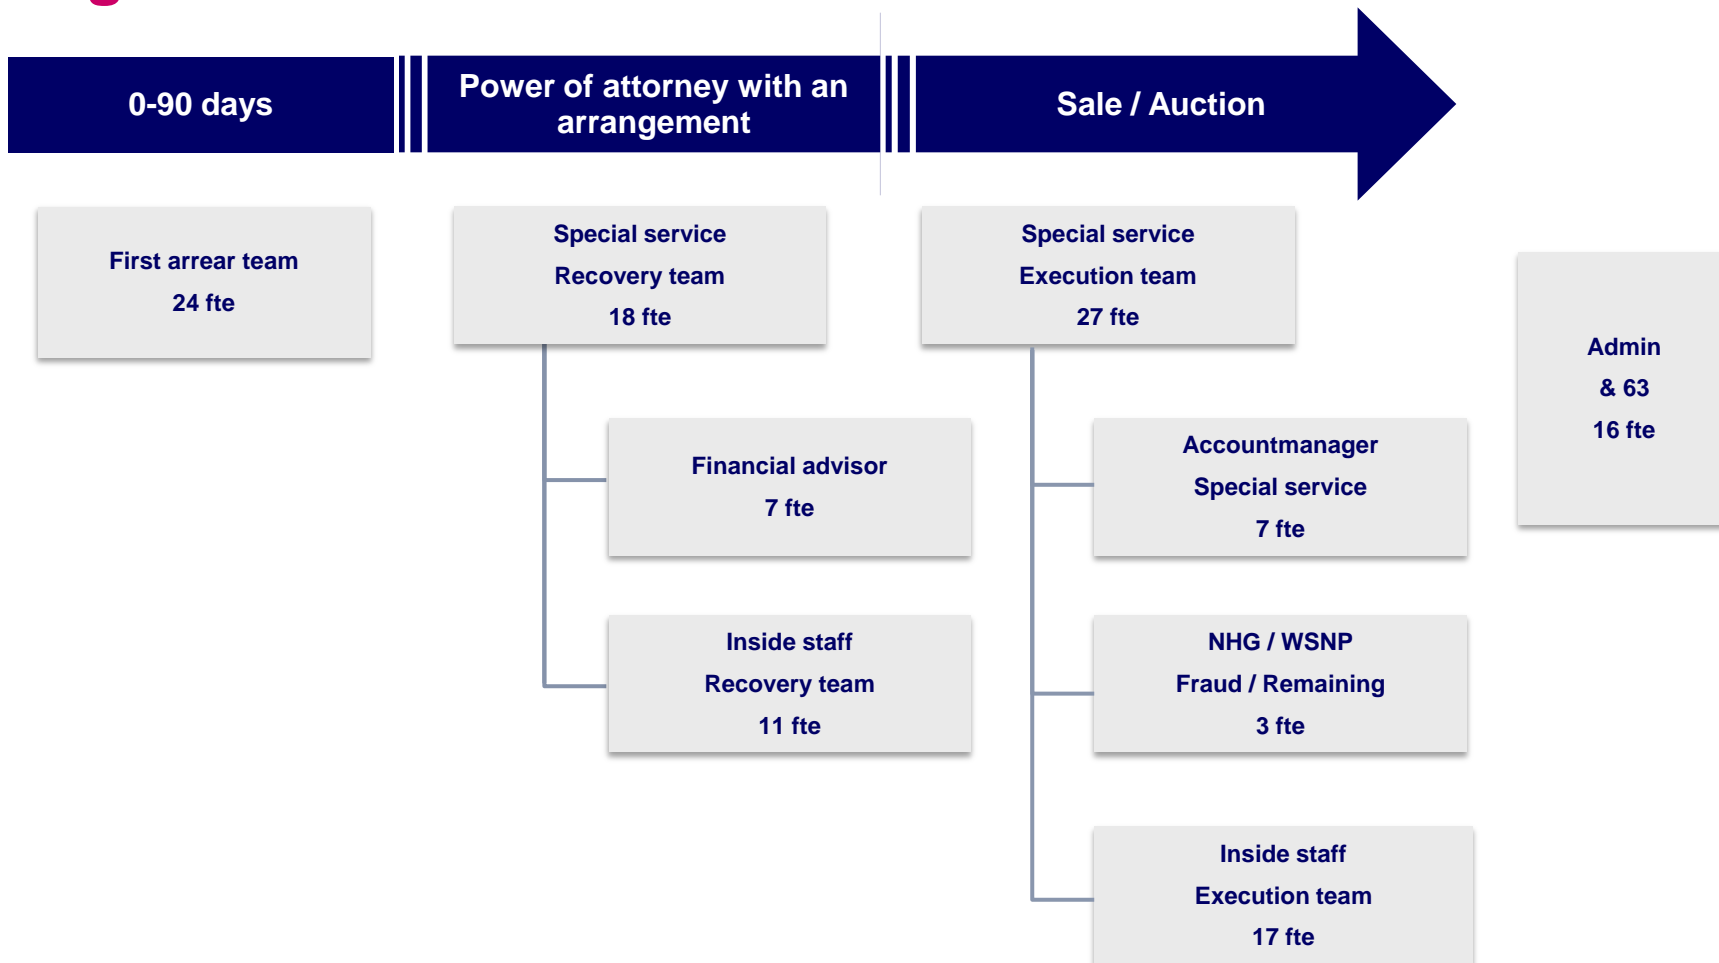 0-90 days
Power of attorney with an
arrangement
Sale / Auction
First arrear team
24 fte
Special service
Recovery team
18 fte
Special service
Execution team
27 fte
Admin
& 63
16 fte
Financial advisor
7 fte
Accountmanager
Special service
7 fte
Inside staff
Recovery team
11 fte
NHG / WSNP
Fraud / Remaining
3 fte
Inside staff
Execution team
17 fte